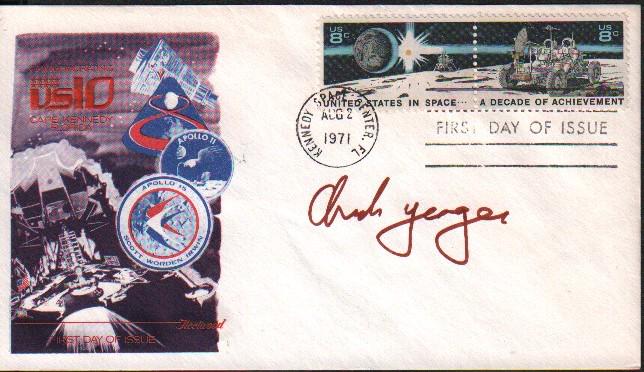 US10
CAPE KENNEDY
FLORIDA
APOLLO 11
APOLLO 15
SCOTT WORDEN IRWIN
Fleetwood
FIRST DAY OF ISSUE
US 8c
US 8c
UNITED STATES IN SPACE... A DECADE OF ACHIEVEMENT
KENNEDY SPACE CENTER, FL
AUG 2
1971
FIRST DAY OF ISSUE
Chuck Yeager